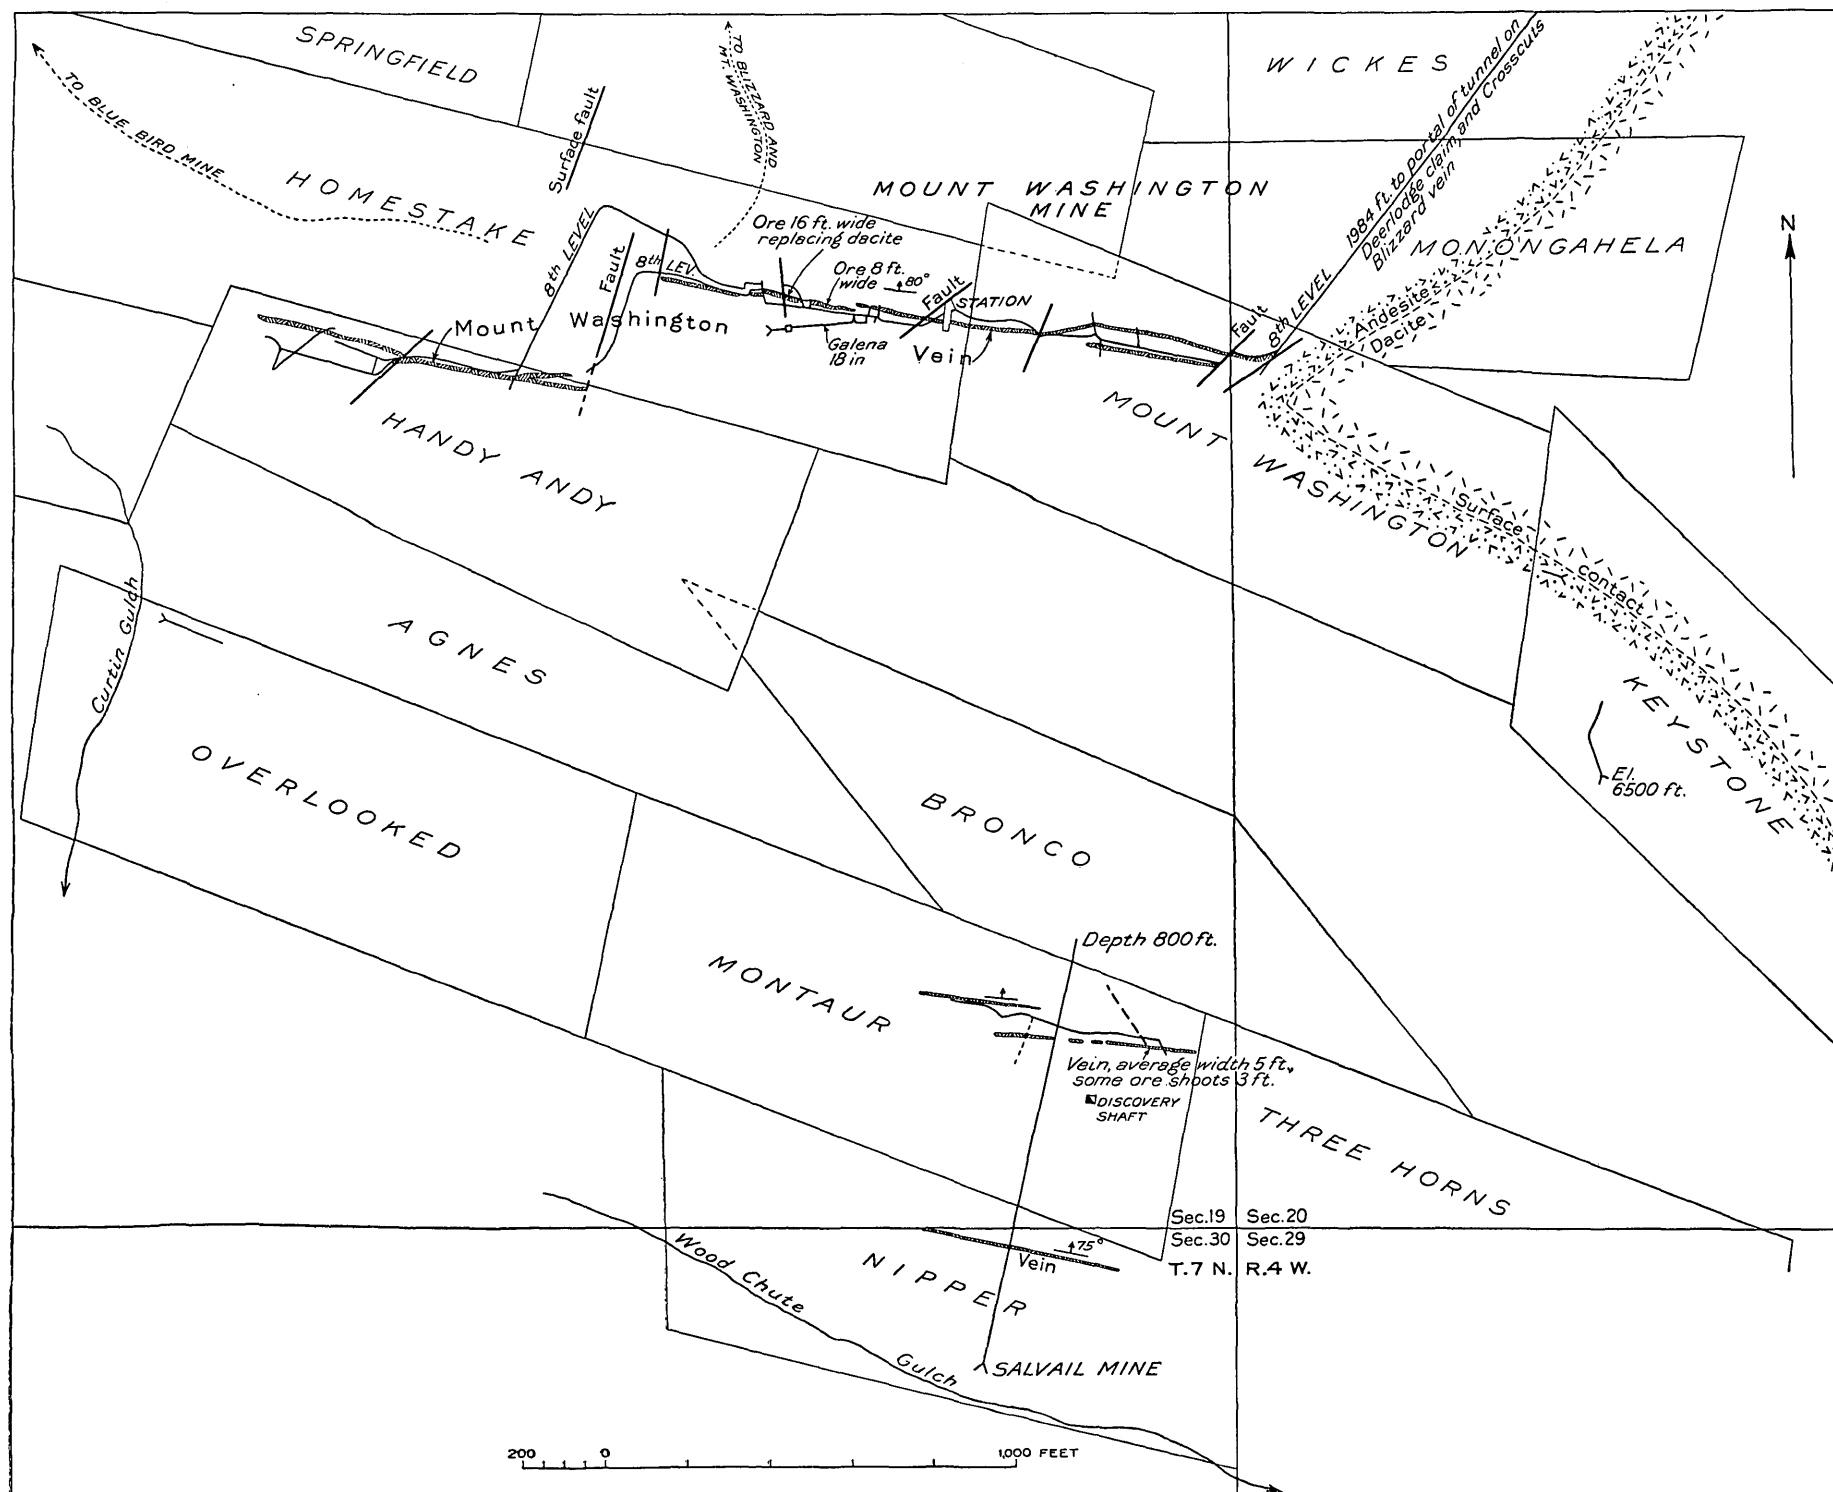 SPRINGFIELD
TO BLUE BIRD MINE
HOMESTAKE
Surface fault
TO BLIZZARD AND
MT. WASHINGTON
WICKES
1984 ft. to portal of tunnel on
Deerlodge claim, and Crosscuts
Blizzard vein
MOUNT WASHINGTON
MINE
MONONGAHELA
N
8th LEVEL
Fault
8th LEV.
Ore 16 ft. wide
replacing dacite
Ore 8 ft.
wide
80°
Fault
STATION
Fault
8th LEVEL
Andesite
Dacite
Mount Washington Vein
Galena
18 in
HANDY ANDY
MOUNT WASHINGTON
Surface contact
Curtin Gulch
AGNES
KEYSTONE
El.
6500 ft.
OVERLOOKED
BRONCO
MONTAUR
Depth 800 ft.
Vein, average width 5 ft.,
some ore shoots 3 ft.
DISCOVERY
SHAFT
THREE HORNS
Sec.19 Sec.20
Sec.30 Sec.29
T.7 N. R.4 W.
75°
Vein
NIPPER
Wood Chute Gulch
SALVAIL MINE
200 0 1,000 FEET